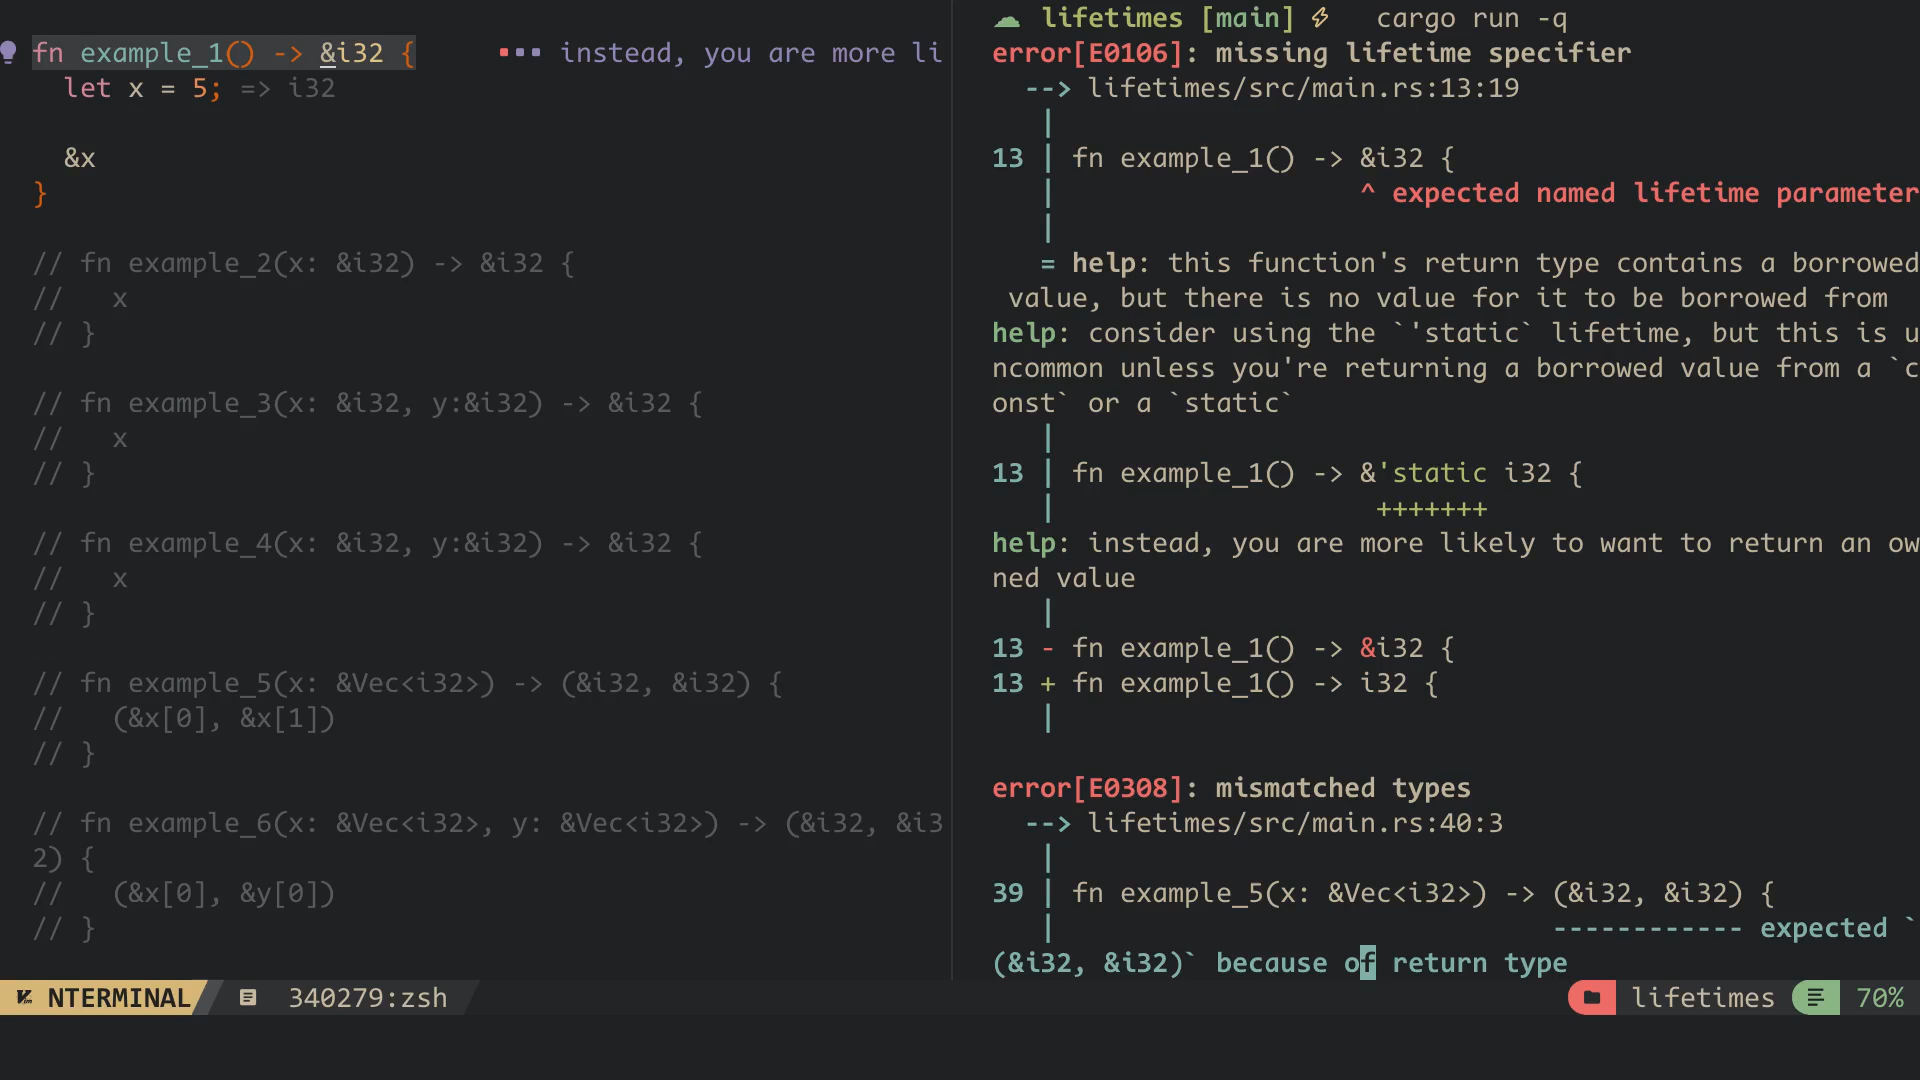 fn example_1() -> &i32 {    instead, you are more li
let x = 5; => i32
&x
}
// fn example_2(x: &i32) -> &i32 {
//   x
// }
// fn example_3(x: &i32, y:&i32) -> &i32 {
//   x
// }
// fn example_4(x: &i32, y:&i32) -> &i32 {
//   x
// }
// fn example_5(x: &Vec<i32>) -> (&i32, &i32) {
//   (&x[0], &x[1])
// }
// fn example_6(x: &Vec<i32>, y: &Vec<i32>) -> (&i32, &i3
2) {
//   (&x[0], &y[0])
// }
lifetimes [main] ⚡ cargo run -q
error[E0106]: missing lifetime specifier
--> lifetimes/src/main.rs:13:19
|
13 | fn example_1() -> &i32 {
|                   ^ expected named lifetime parameter
|
= help: this function's return type contains a borrowed
value, but there is no value for it to be borrowed from
help: consider using the `'static` lifetime, but this is u
ncommon unless you're returning a borrowed value from a `c
onst` or a `static`
|
13 | fn example_1() -> &'static i32 {
|                    +++++++
help: instead, you are more likely to want to return an ow
ned value
|
13 - fn example_1() -> &i32 {
13 + fn example_1() -> i32 {
|
error[E0308]: mismatched types
--> lifetimes/src/main.rs:40:3
|
39 | fn example_5(x: &Vec<i32>) -> (&i32, &i32) {
|                               ------------ expected `
(&i32, &i32)` because of return type
NTERMINAL 340279:zsh lifetimes 70%